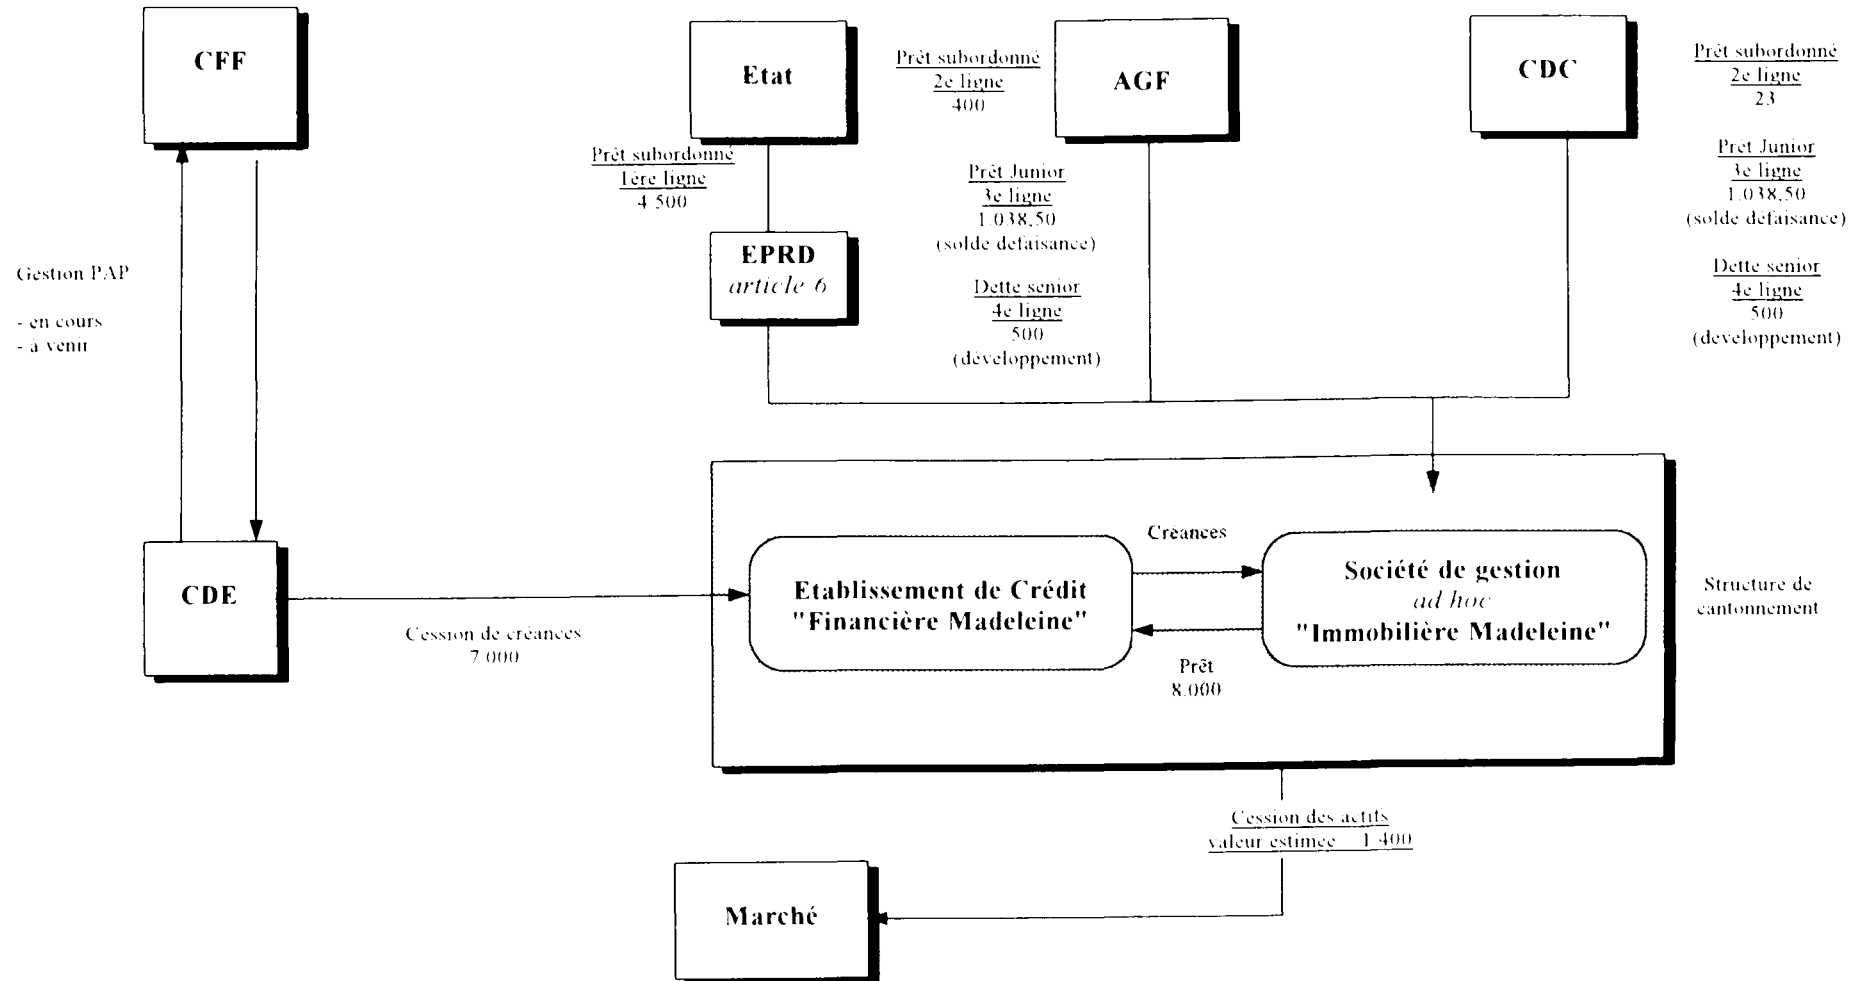 CFF
Etat
Prêt subordonné
2e ligne
400
AGF
CDC
Prêt subordonné
2e ligne
23
Prêt subordonné
1ère ligne
4 500
Prêt Junior
3e ligne
1.038,50
(solde defaisance)
Prêt Junior
3e ligne
1.038,50
(solde défaisance)
EPRD
article 6
Gestion PAP
- en cours
- à venir
Dette senior
4e ligne
500
(développement)
Dette senior
4e ligne
500
(developpement)
CDE
Cession de créances
7 000
Etablissement de Crédit
"Financière Madeleine"
Créances
Prêt
8.000
Société de gestion
ad hoc
"Immobilière Madeleine"
Structure de
cantonnement
Cession des actifs
valeur estimee 1 400
Marché